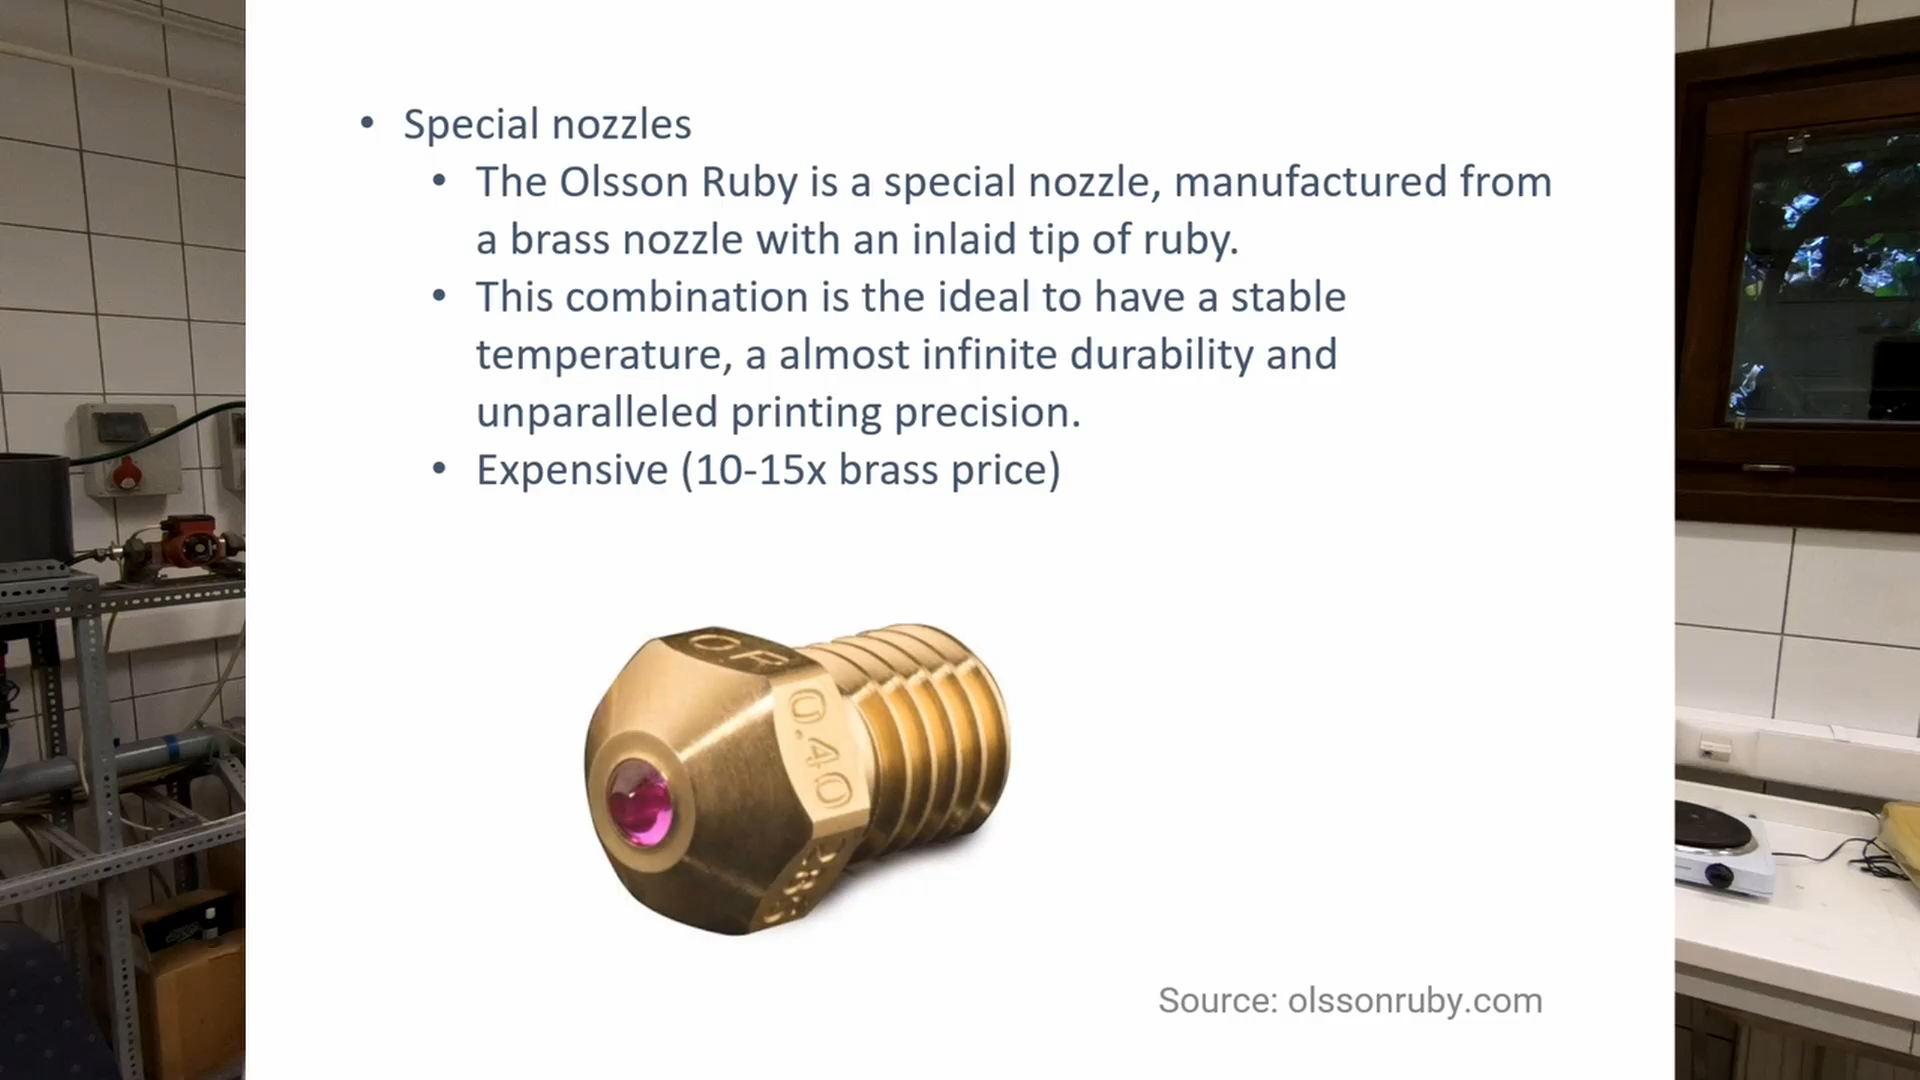 • Special nozzles
• The Olsson Ruby is a special nozzle, manufactured from
a brass nozzle with an inlaid tip of ruby.
• This combination is the ideal to have a stable
temperature, a almost infinite durability and
unparalleled printing precision.
• Expensive (10-15x brass price)
OR
0.40
Source: olssonruby.com